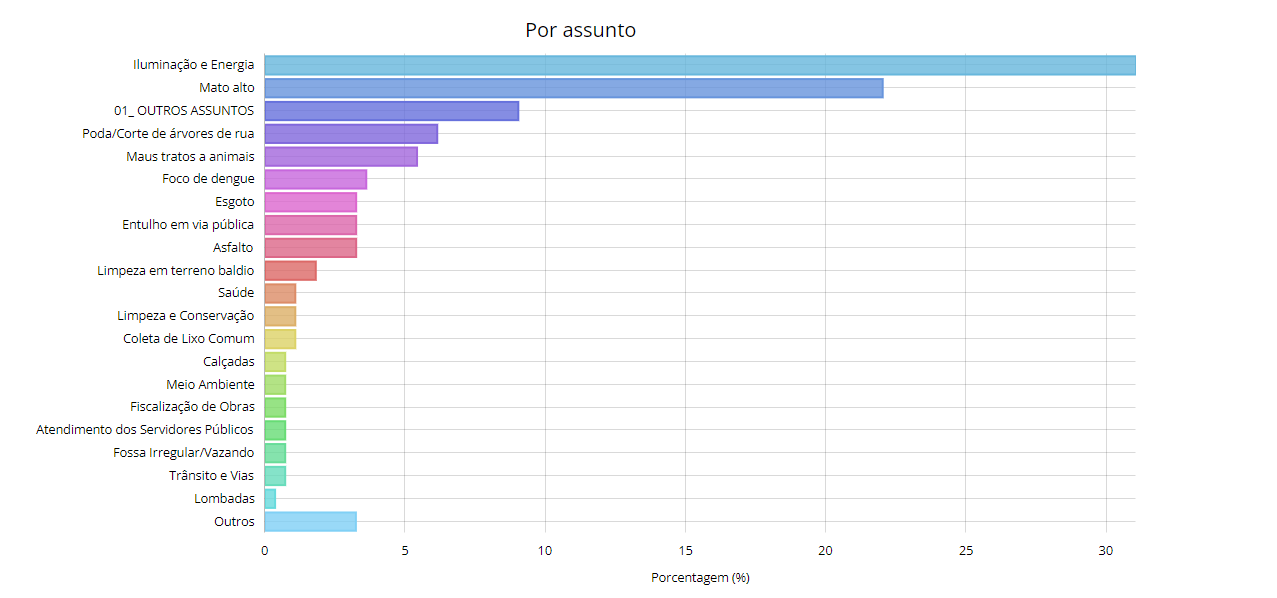 Por assunto
Iluminação e Energia
Mato alto
01_ OUTROS ASSUNTOS
Poda/Corte de árvores de rua
Maus tratos a animais
Foco de dengue
Esgoto
Entulho em via pública
Asfalto
Limpeza em terreno baldio
Saúde
Limpeza e Conservação
Coleta de Lixo Comum
Calçadas
Meio Ambiente
Fiscalização de Obras
Atendimento dos Servidores Públicos
Fossa Irregular/Vazando
Trânsito e Vias
Lombadas
Outros
0 5 10 15 20 25 30
Porcentagem (%)